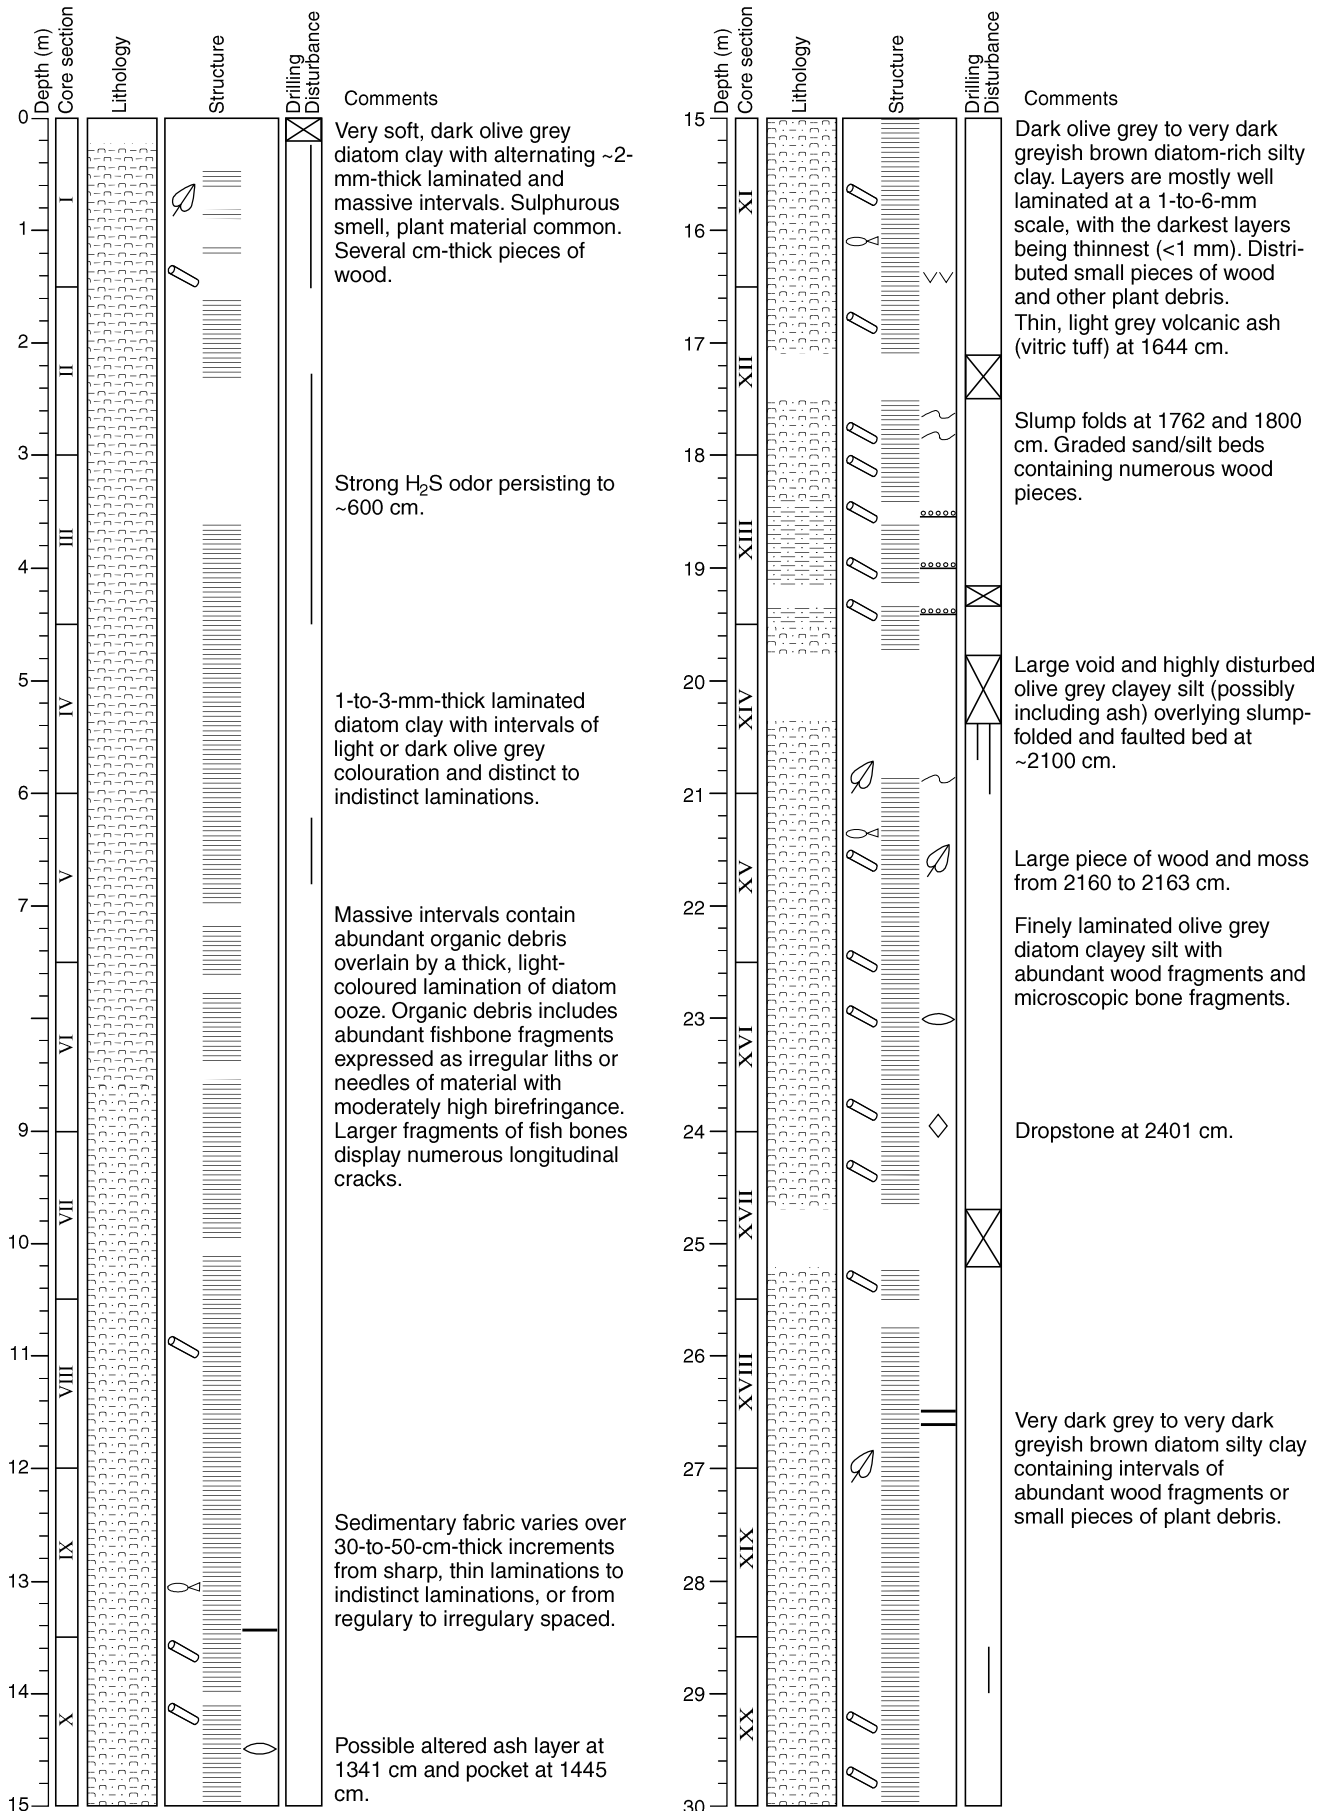 Depth (m)
Core section
Lithology
Structure
Drilling
Disturbance
Comments
0
1
2
3
4
5
6
7
9
10
11
12
13
14
15
I
II
III
IV
V
VI
VII
VIII
IX
X
Very soft, dark olive grey
diatom clay with alternating ~2-
mm-thick laminated and
massive intervals. Sulphurous
smell, plant material common.
Several cm-thick pieces of
wood.
Strong H2S odor persisting to
~600 cm.
1-to-3-mm-thick laminated
diatom clay with intervals of
light or dark olive grey
colouration and distinct to
indistinct laminations.
Massive intervals contain
abundant organic debris
overlain by a thick, light-
coloured lamination of diatom
ooze. Organic debris includes
abundant fishbone fragments
expressed as irregular liths or
needles of material with
moderately high birefringance.
Larger fragments of fish bones
display numerous longitudinal
cracks.
Sedimentary fabric varies over
30-to-50-cm-thick increments
from sharp, thin laminations to
indistinct laminations, or from
regulary to irregulary spaced.
Possible altered ash layer at
1341 cm and pocket at 1445
cm.
Depth (m)
Core section
Lithology
Structure
Drilling
Disturbance
Comments
15
16
17
18
19
20
21
22
23
24
25
26
27
28
29
30
XI
XII
XIII
XIV
XV
XVI
XVII
XVIII
XIX
XX
Dark olive grey to very dark
greyish brown diatom-rich silty
clay. Layers are mostly well
laminated at a 1-to-6-mm
scale, with the darkest layers
being thinnest (<1 mm). Distri-
buted small pieces of wood
and other plant debris.
Thin, light grey volcanic ash
(vitric tuff) at 1644 cm.
Slump folds at 1762 and 1800
cm. Graded sand/silt beds
containing numerous wood
pieces.
Large void and highly disturbed
olive grey clayey silt (possibly
including ash) overlying slump-
folded and faulted bed at
~2100 cm.
Large piece of wood and moss
from 2160 to 2163 cm.
Finely laminated olive grey
diatom clayey silt with
abundant wood fragments and
microscopic bone fragments.
Dropstone at 2401 cm.
Very dark grey to very dark
greyish brown diatom silty clay
containing intervals of
abundant wood fragments or
small pieces of plant debris.